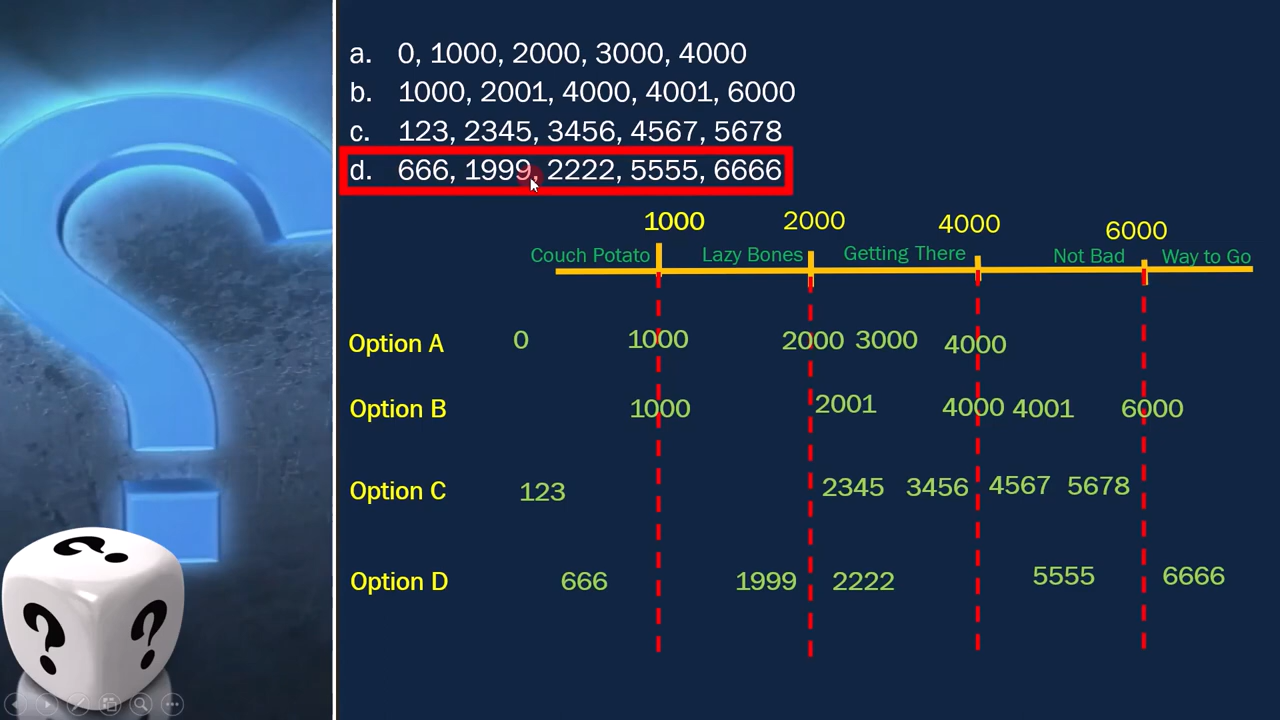 a. 0, 1000, 2000, 3000, 4000
b. 1000, 2001, 4000, 4001, 6000
c. 123, 2345, 3456, 4567, 5678
d. 666, 1999, 2222, 5555, 6666
1000 2000 4000 6000
Couch Potato Lazy Bones Getting There Not Bad Way to Go
Option A 0 1000 2000 3000 4000
Option B 1000 2001 4000 4001 6000
Option C 123 2345 3456 4567 5678
Option D 666 1999 2222 5555 6666
? 
? ?
?